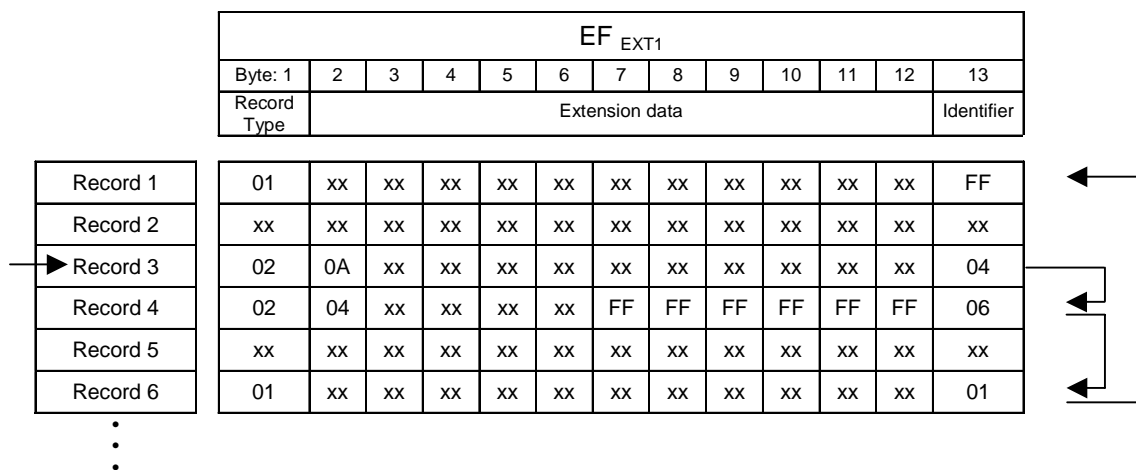 EF EXT1
Byte: 1 2 3 4 5 6 7 8 9 10 11 12 13
Record Type Extension data Identifier
Record 1 01 xx xx xx xx xx xx xx xx xx xx xx FF
Record 2 xx xx xx xx xx xx xx xx xx xx xx xx xx
Record 3 02 0A xx xx xx xx xx xx xx xx xx xx 04
Record 4 02 04 xx xx xx xx FF FF FF FF FF FF 06
Record 5 xx xx xx xx xx xx xx xx xx xx xx xx xx
Record 6 01 xx xx xx xx xx xx xx xx xx xx xx 01